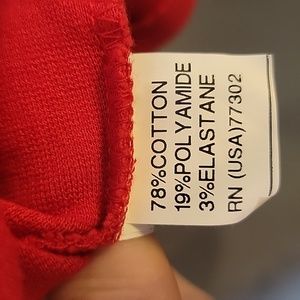 78%COTTON
19%POLYAMIDE
3%ELASTANE
RN (USA)77302